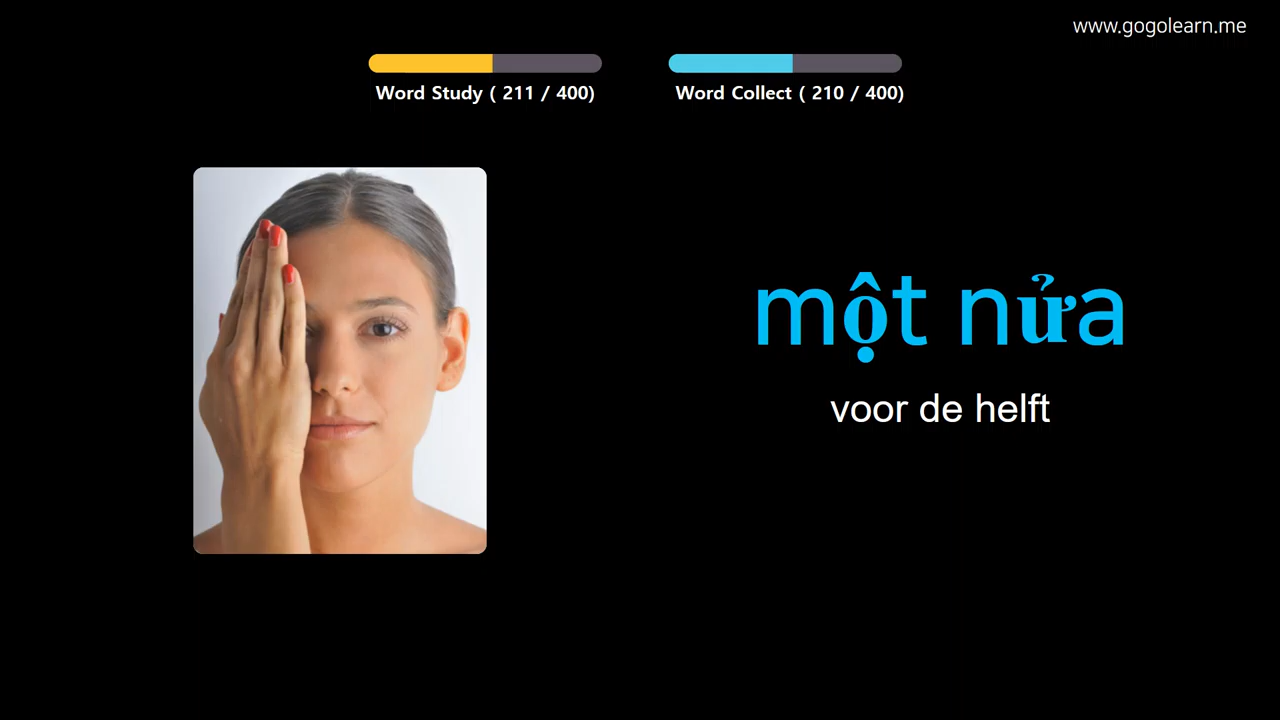 www.gogolearn.me
Word Study ( 211 / 400)
Word Collect ( 210 / 400)
một nửa
voor de helft